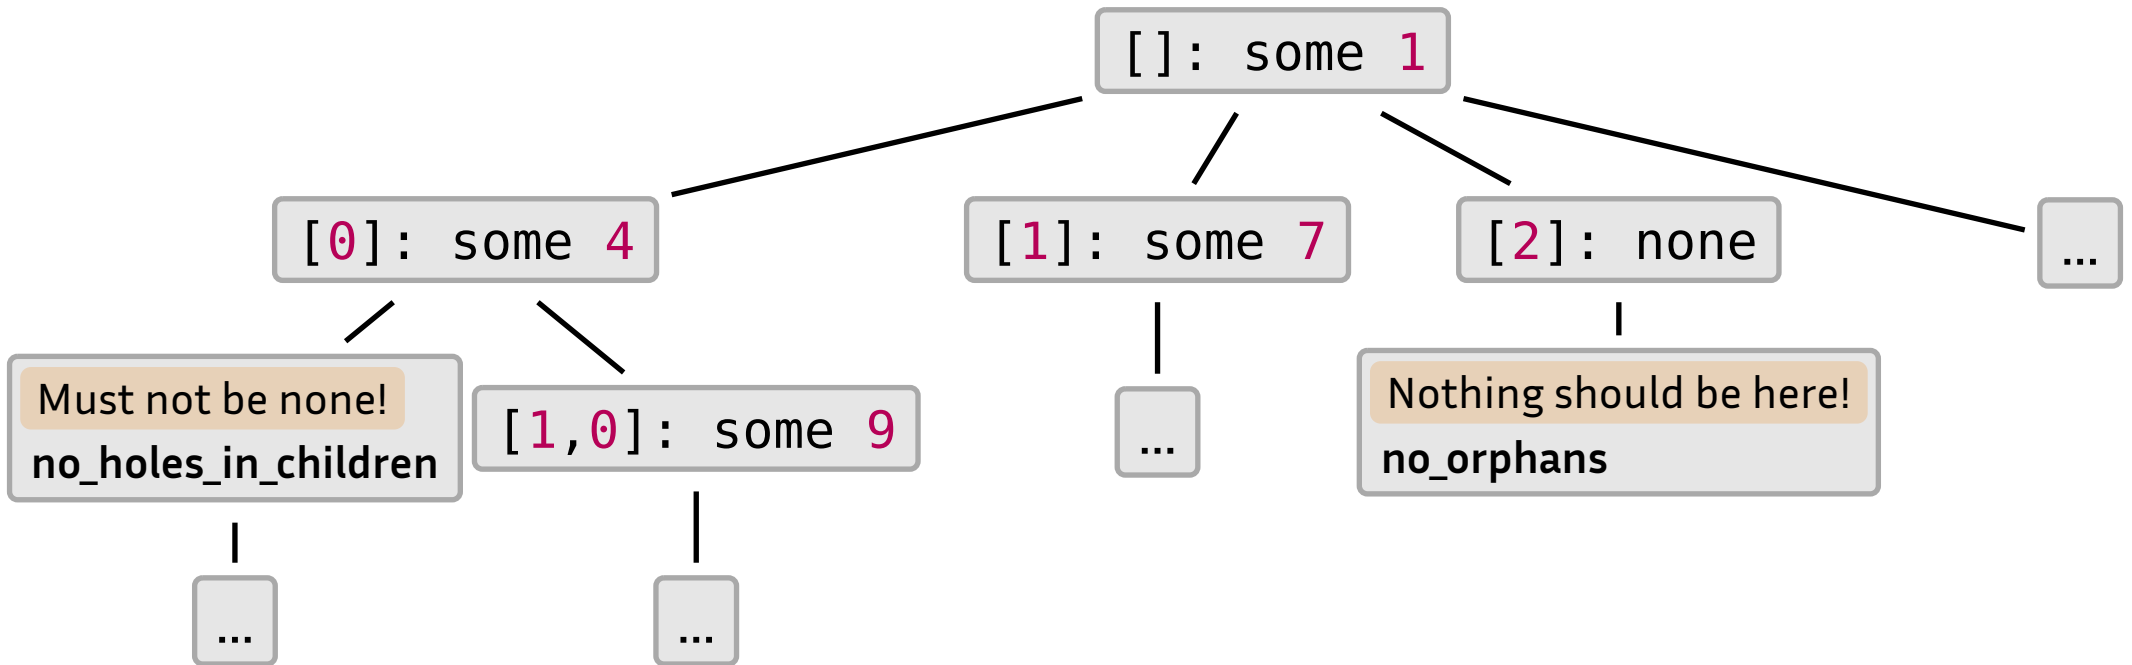 []: some 1
[0]: some 4
[1]: some 7
[2]: none
...
Must not be none!
no_holes_in_children
[1,0]: some 9
...
Nothing should be here!
no_orphans
...
...